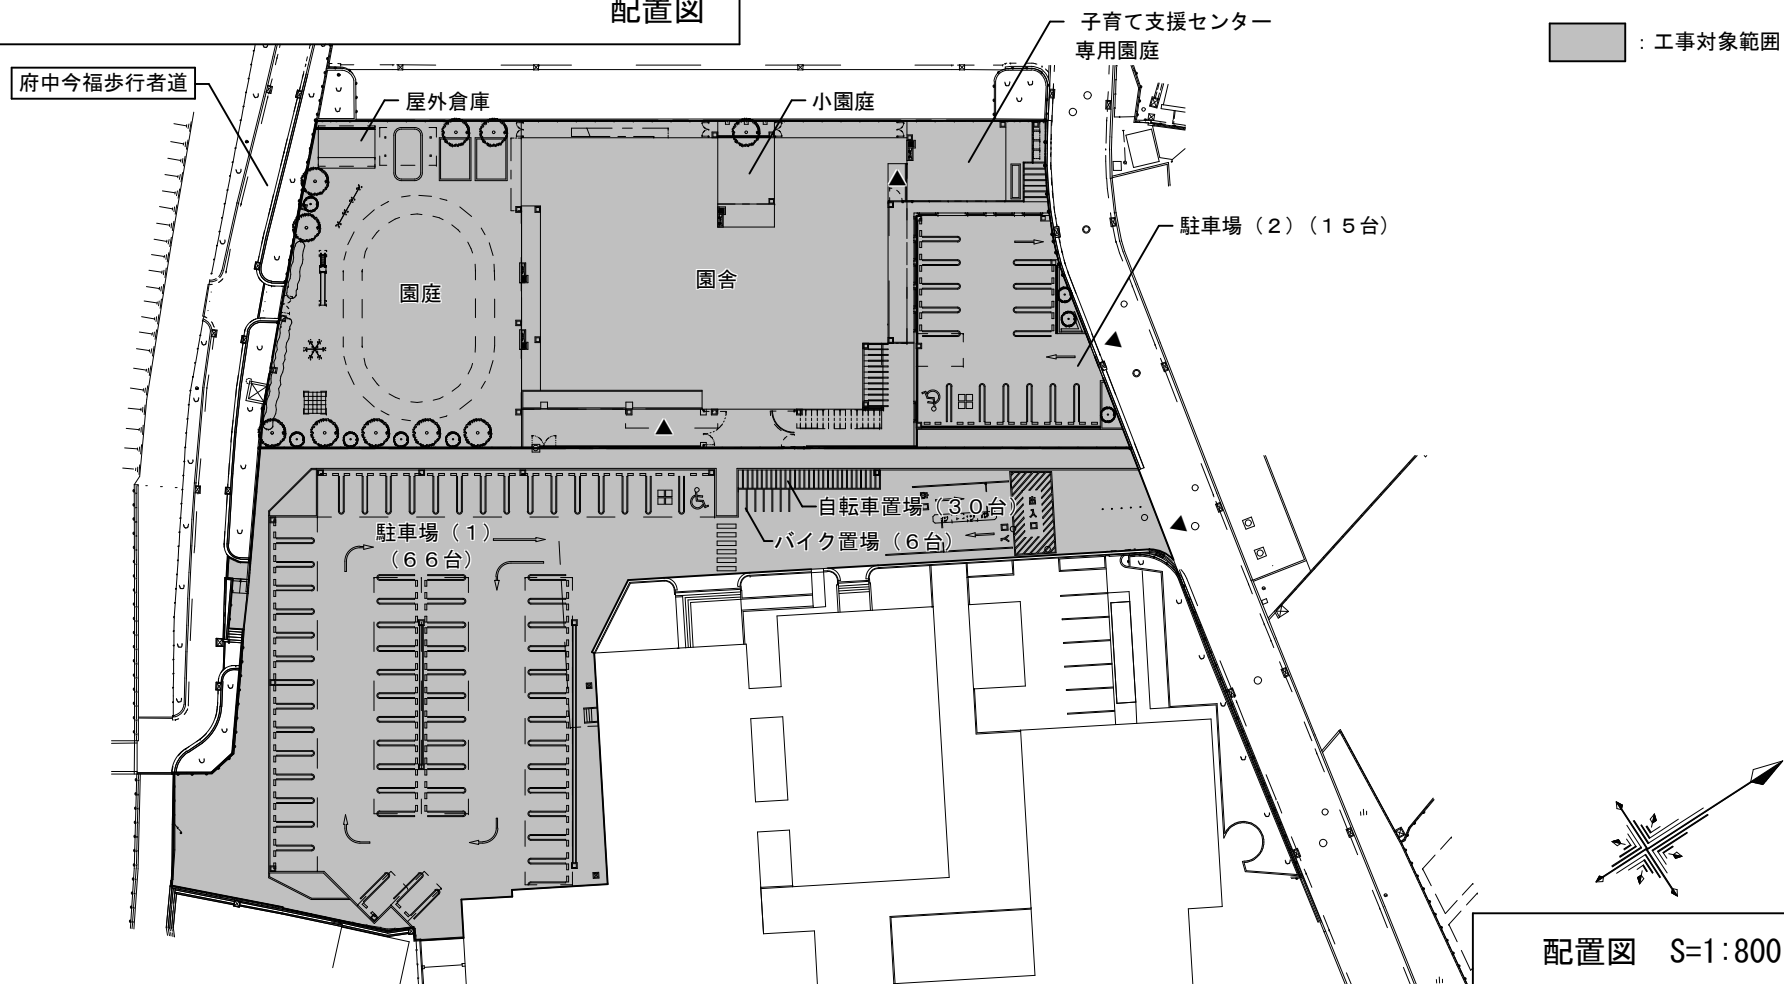 配置図
子育て支援センター
専用園庭
：工事対象範囲
府中今福歩行者道
屋外倉庫
小園庭
駐車場（２）（１５台）
園庭
園舎
自転車置場（３０台）
出入口
駐車場（１）
（６６台）
バイク置場（６台）
配置図　S=1:800